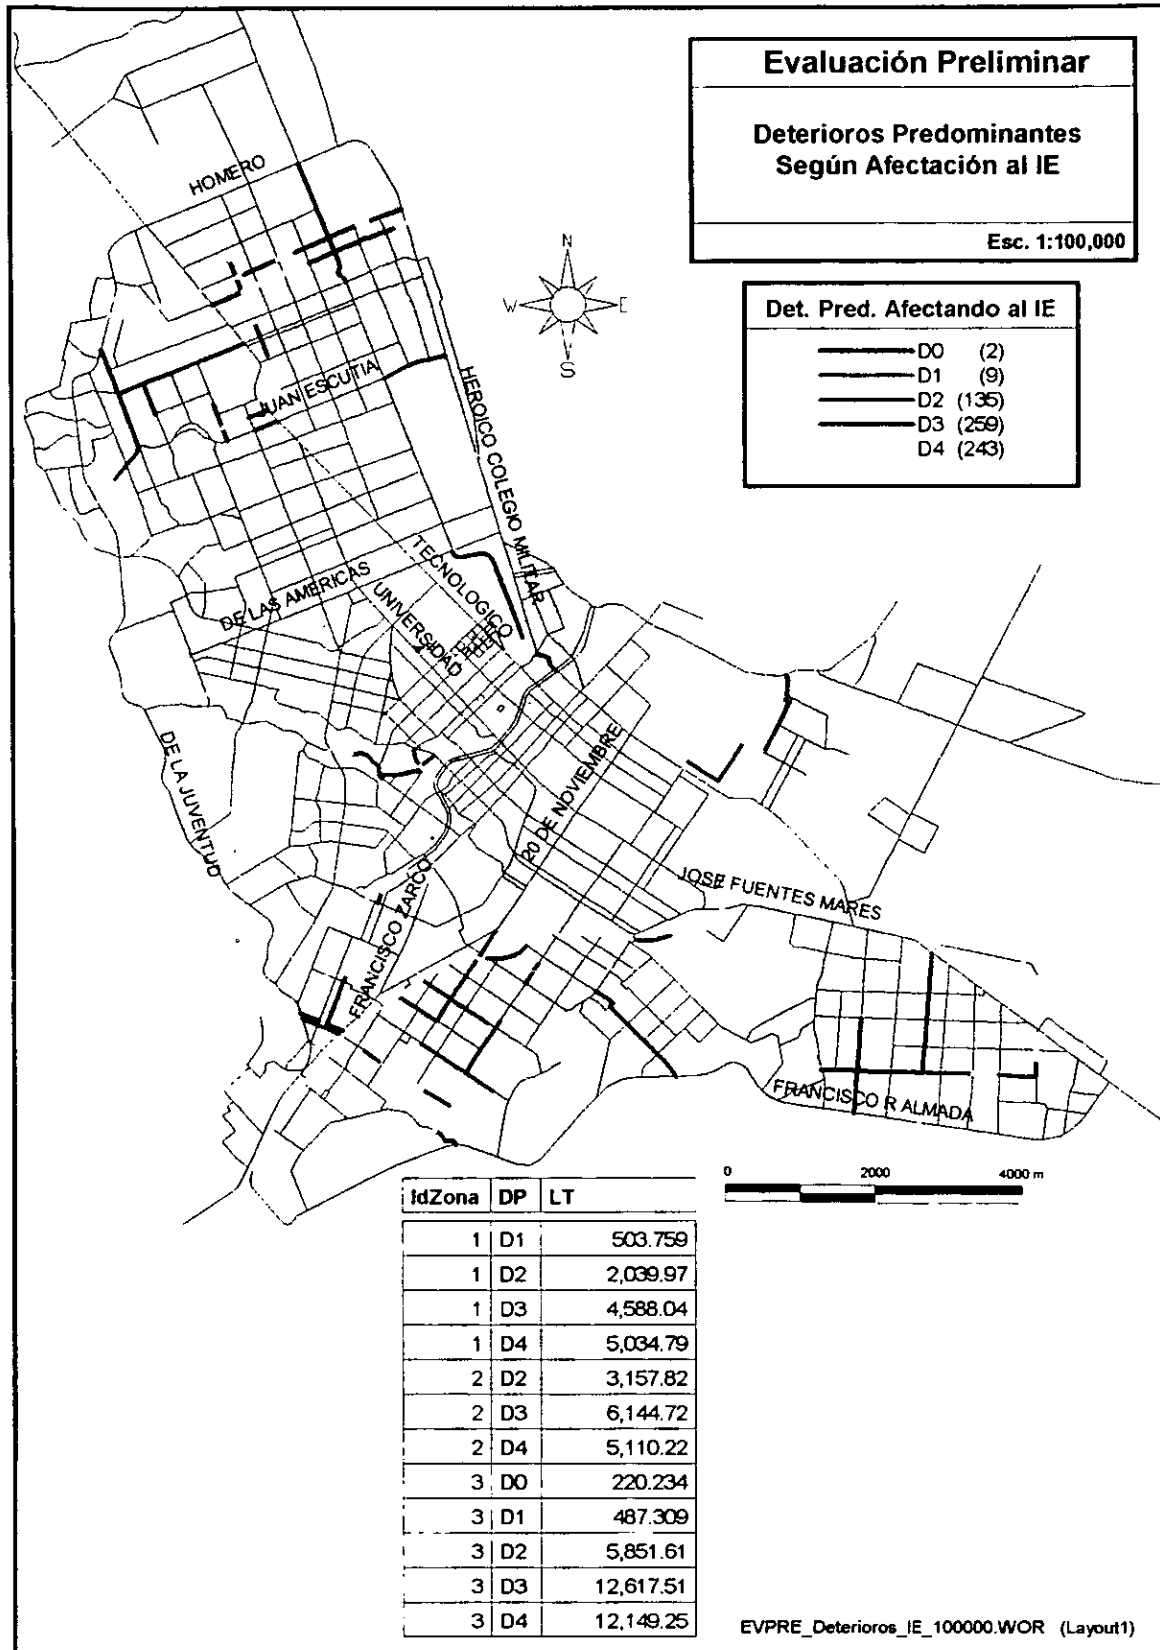 Evaluación Preliminar
Deterioros Predominantes
Según Afectación al IE
Esc. 1:100,000
N
W E
S
Det. Pred. Afectando al IE
D0 (2)
D1 (9)
D2 (135)
D3 (259)
D4 (243)
HOMERO
JUAN ESCUTIA
HEROICO COLEGIO MILITAR
TECNOLOGICO
DE LAS AMERICAS
UNIVERSIDAD
DE LA JUVENTUD
20 DE NOVIEMBRE
FRANCISCO ZARCO
JOSE FUENTES MARES
FRANCISCO R ALMADA
0 2000 4000 m
IdZona DP LT
1 D1 503.759
1 D2 2,039.97
1 D3 4,588.04
1 D4 5,034.79
2 D2 3,157.82
2 D3 6,144.72
2 D4 5,110.22
3 D0 220.234
3 D1 487.309
3 D2 5,851.61
3 D3 12,617.51
3 D4 12,149.25
EVPRE_Deterioros_IE_100000.WOR (Layout1)